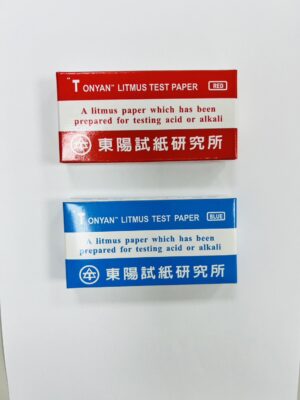 "TONYAN™ LITMUS TEST PAPER RED
A litmus paper which has been
prepared for testing acid or alkali
東陽試紙研究所
"TONYAN™ LITMUS TEST PAPER BLUE
A litmus paper which has been
prepared for testing acid or alkali
東陽試紙研究所